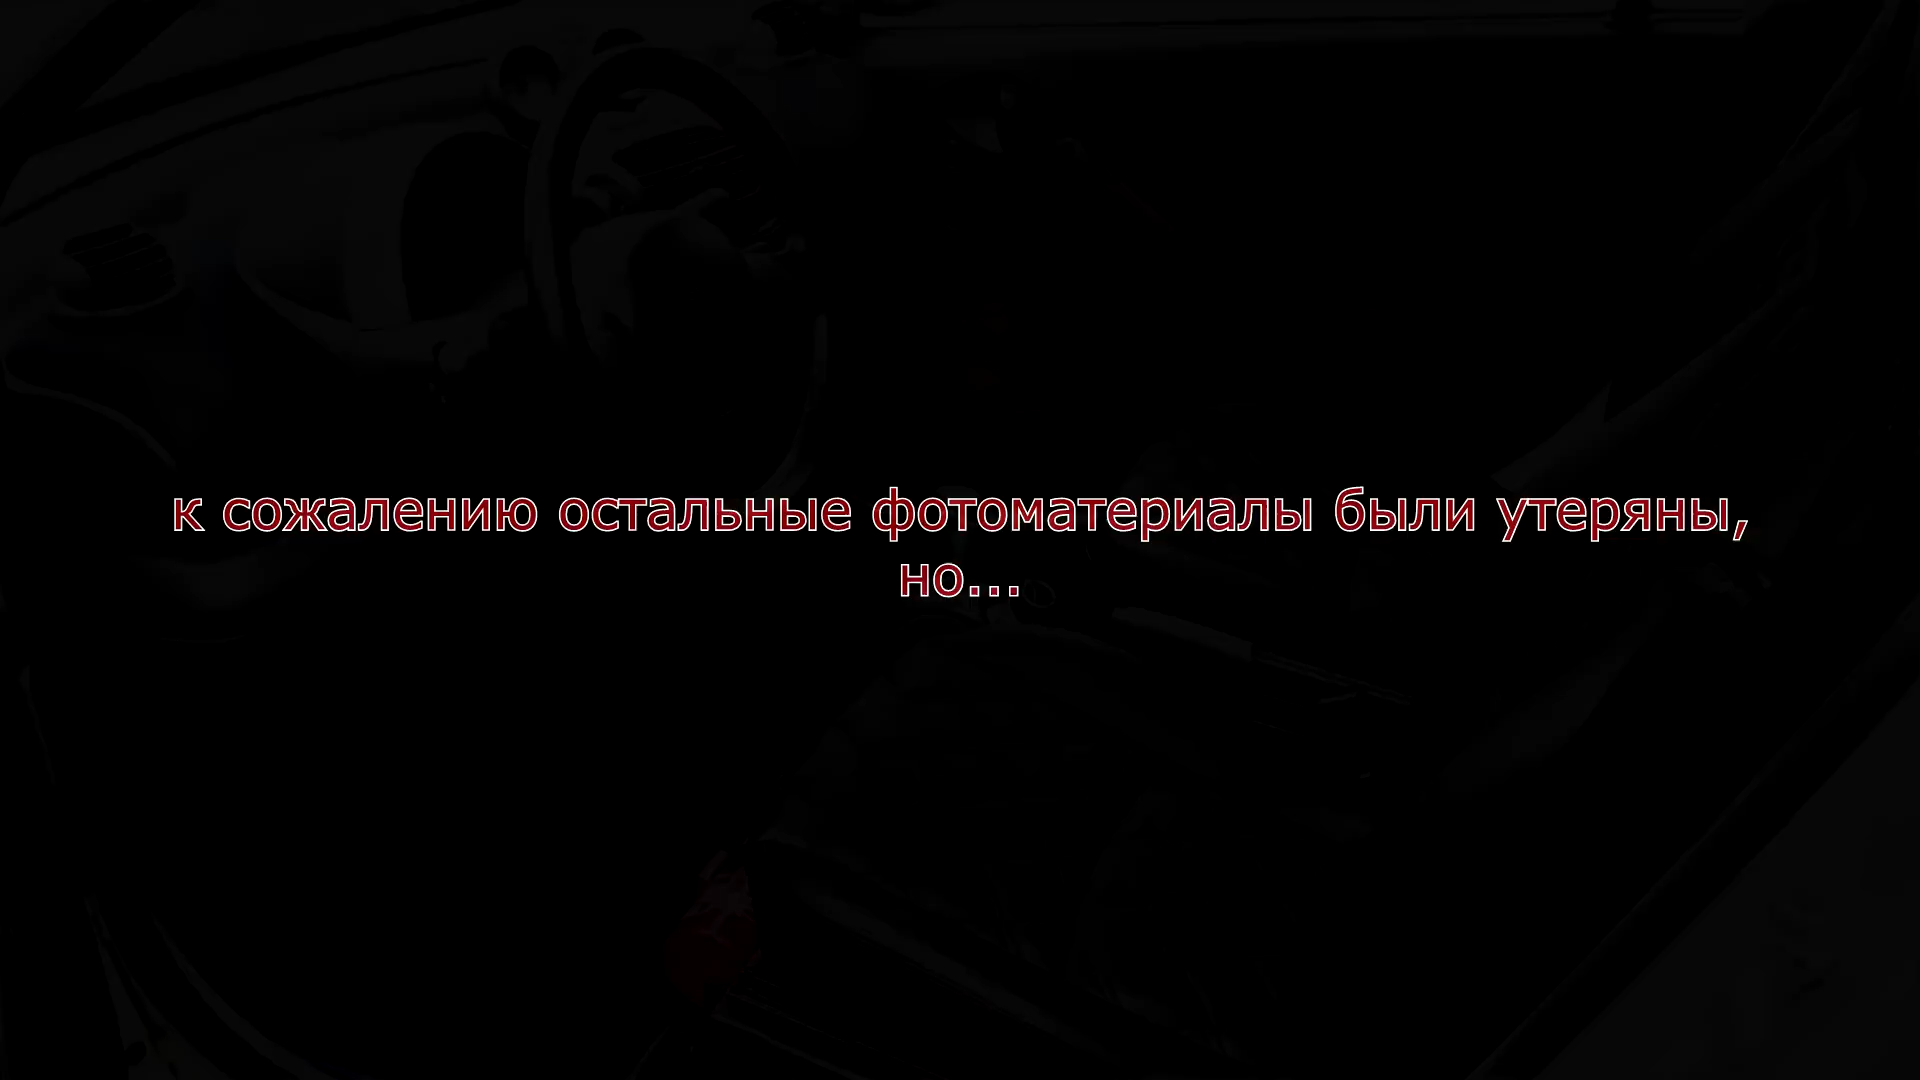 к сожалению остальные фотоматериалы были утеряны,
но...